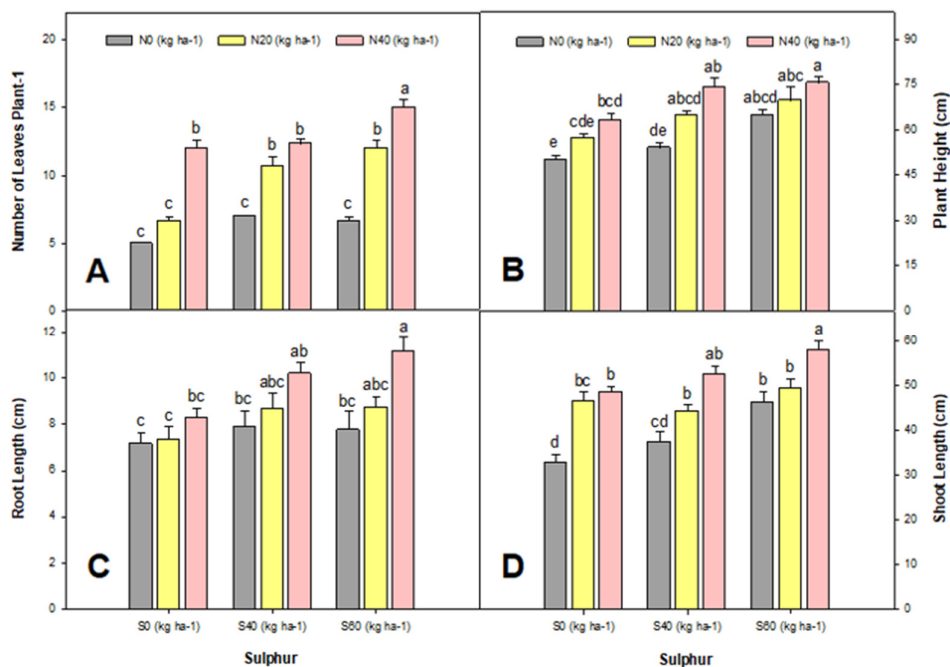 N0 (kg ha-1) N20 (kg ha-1) N40 (kg ha-1)
Number of Leaves Plant-1
20
15
10
5
0
c c b
c b b
c b a
A
N0 (kg ha-1) N20 (kg ha-1) N40 (kg ha-1)
Plant Height (cm)
90
75
60
45
30
15
0
e cde bcd
de abcd ab
abcd abc a
B
Root Length (cm)
12
10
8
6
4
2
0
c c bc
bc abc ab
bc abc a
C
S0 (kg ha-1) S40 (kg ha-1) S60 (kg ha-1)
Sulphur
Shoot Length (cm)
60
50
40
30
20
10
0
d bc b
cd b ab
b b a
D
S0 (kg ha-1) S40 (kg ha-1) S60 (kg ha-1)
Sulphur